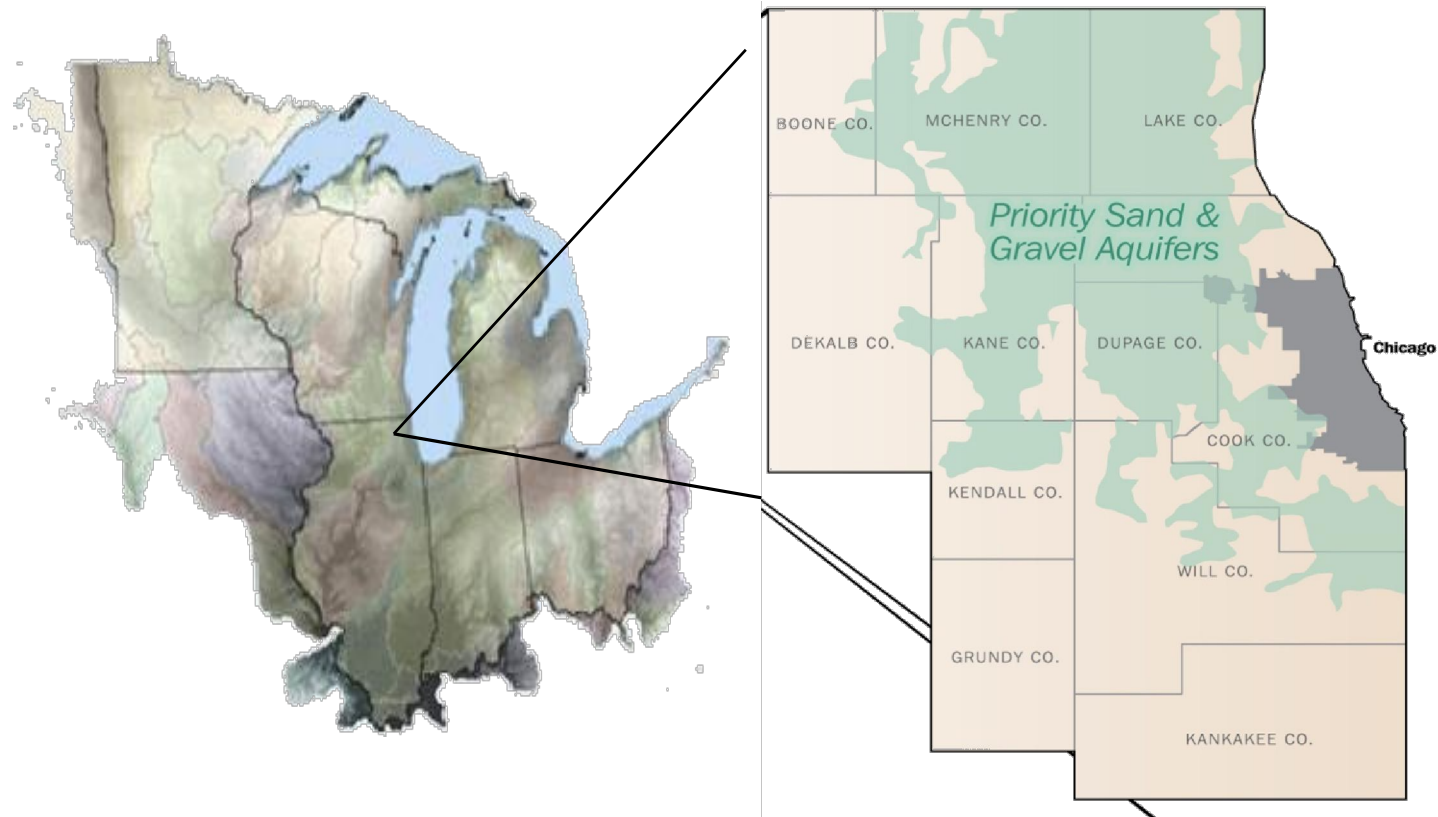 BOONE CO.
MCHENRY CO.
LAKE CO.
Priority Sand &
Gravel Aquifers
DEKALB CO.
KANE CO.
DUPAGE CO.
Chicago
COOK CO.
KENDALL CO.
WILL CO.
GRUNDY CO.
KANKAKEE CO.